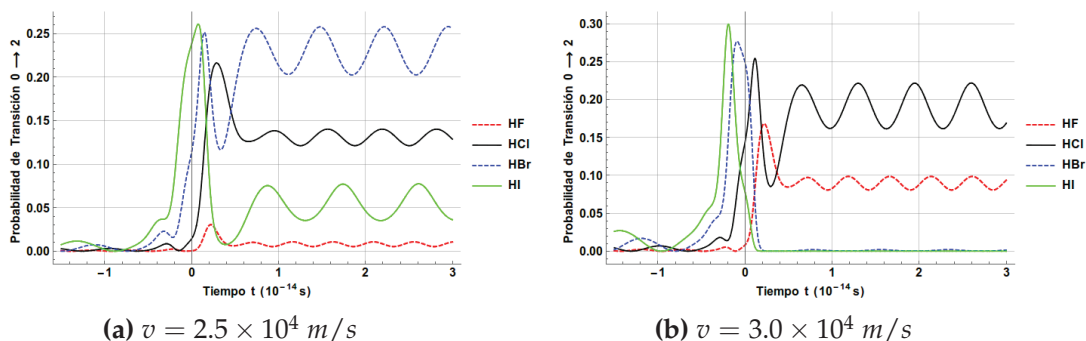 Probabilidad de Transición 0 → 2
0.25
0.20
0.15
0.10
0.05
0.00
−1
0
1
2
3
Tiempo t (10⁻¹⁴ s)
HF
HCl
HBr
HI
(a) v = 2.5 × 10⁴ m/s
Probabilidad de Transición 0 → 2
0.30
0.25
0.20
0.15
0.10
0.05
0.00
−1
0
1
2
3
Tiempo t (10⁻¹⁴ s)
HF
HCl
HBr
HI
(b) v = 3.0 × 10⁴ m/s